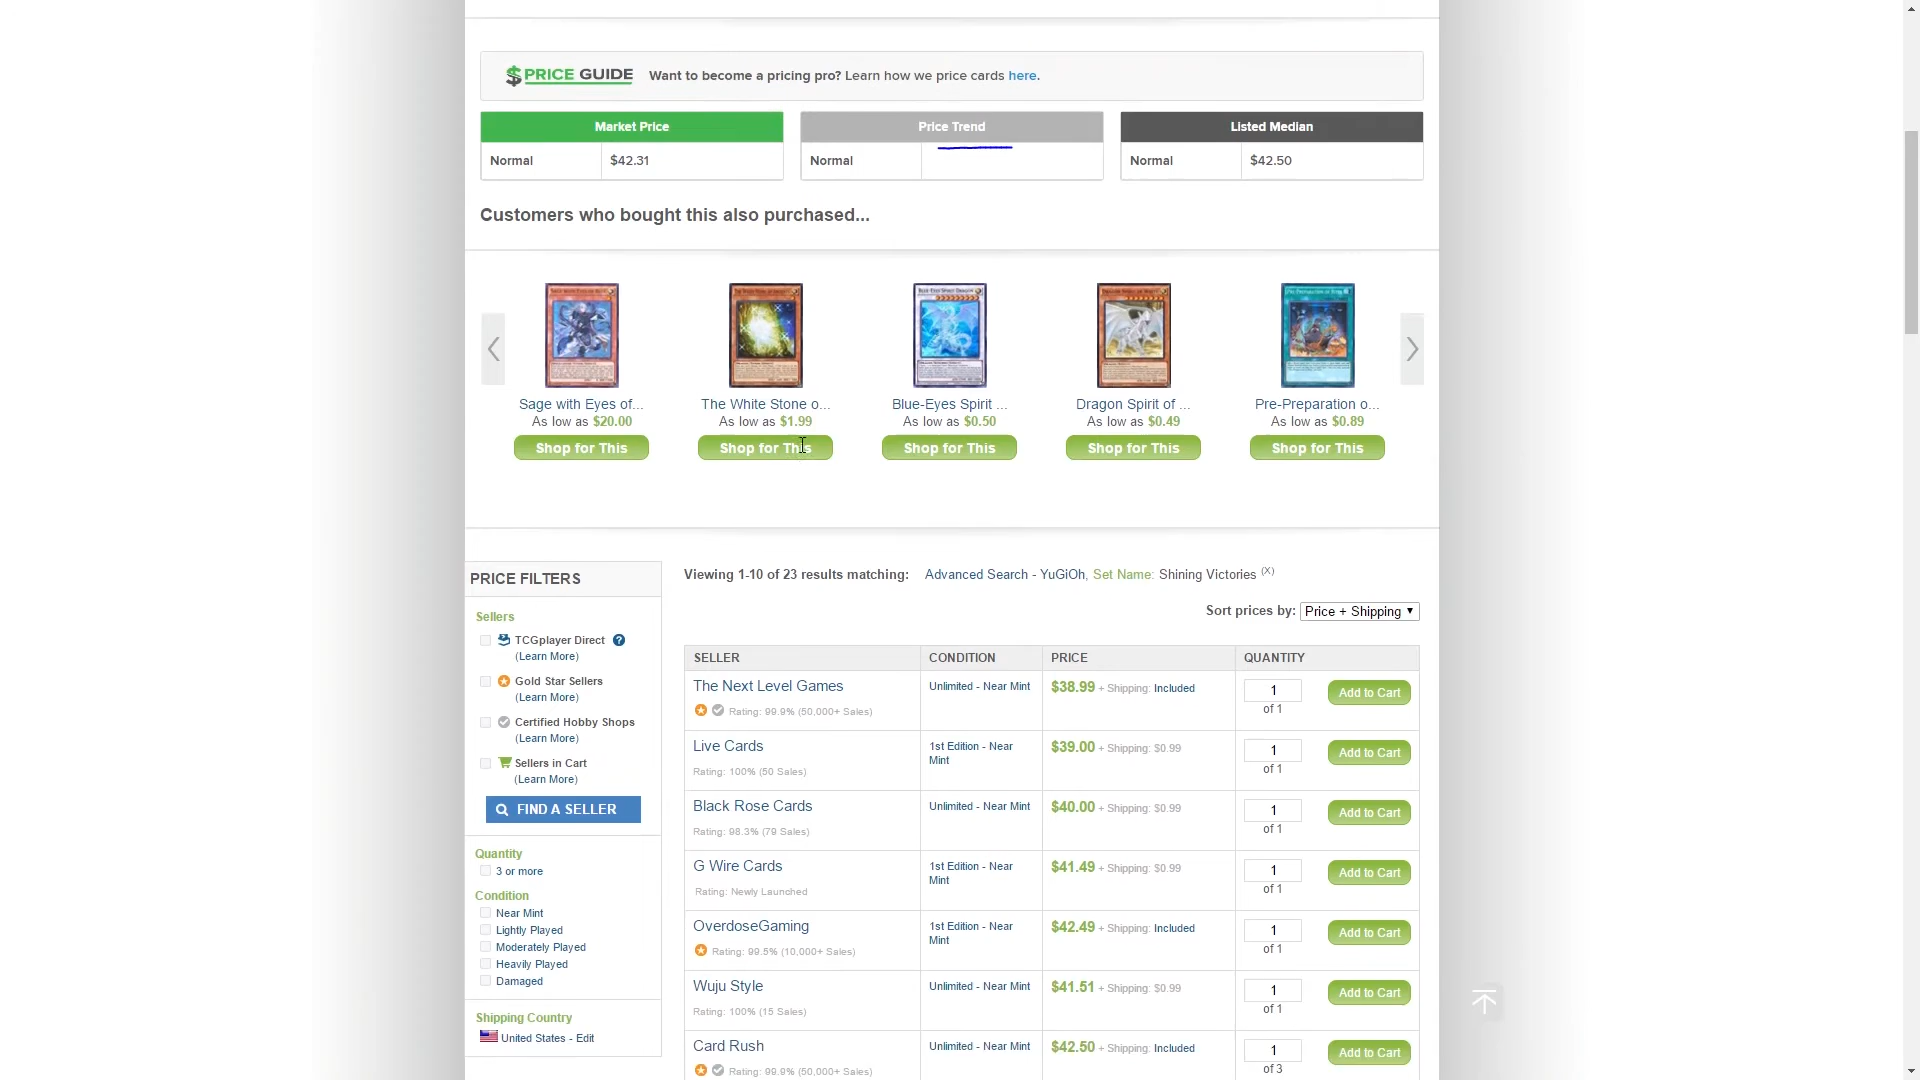 PRICE GUIDE Want to become a pricing pro? Learn how we price cards here.
Market Price Price Trend Listed Median
Normal $42.31 Normal Normal $42.50
Customers who bought this also purchased...
Sage with Eyes of... The White Stone o... Blue-Eyes Spirit ... Dragon Spirit of ... Pre-Preparation o...
As low as $20.00 As low as $1.99 As low as $0.50 As low as $0.49 As low as $0.89
Shop for This Shop for This Shop for This Shop for This Shop for This
PRICE FILTERS
Sellers
TCGplayer Direct ?
(Learn More)
Gold Star Sellers
(Learn More)
Certified Hobby Shops
(Learn More)
Sellers in Cart
(Learn More)
FIND A SELLER
Quantity
3 or more
Condition
Near Mint
Lightly Played
Moderately Played
Heavily Played
Damaged
Shipping Country
United States - Edit
Viewing 1-10 of 23 results matching: Advanced Search - YuGiOh, Set Name: Shining Victories (X)
Sort prices by: Price + Shipping
SELLER CONDITION PRICE QUANTITY
The Next Level Games Unlimited - Near Mint $38.99 + Shipping: Included 1 Add to Cart
Rating: 99.9% (50,000+ Sales) of 1
Live Cards 1st Edition - Near $39.00 + Shipping: $0.99 1 Add to Cart
Mint
Rating: 100% (50 Sales) of 1
Black Rose Cards Unlimited - Near Mint $40.00 + Shipping: $0.99 1 Add to Cart
Rating: 98.3% (79 Sales) of 1
G Wire Cards 1st Edition - Near $41.49 + Shipping: $0.99 1 Add to Cart
Mint
Rating: Newly Launched of 1
OverdoseGaming 1st Edition - Near $42.49 + Shipping: Included 1 Add to Cart
Mint
Rating: 99.5% (10,000+ Sales) of 1
Wuju Style Unlimited - Near Mint $41.51 + Shipping: $0.99 1 Add to Cart
Rating: 100% (15 Sales) of 1
Card Rush Unlimited - Near Mint $42.50 + Shipping: Included 1 Add to Cart
Rating: 99.9% (50,000+ Sales) of 3